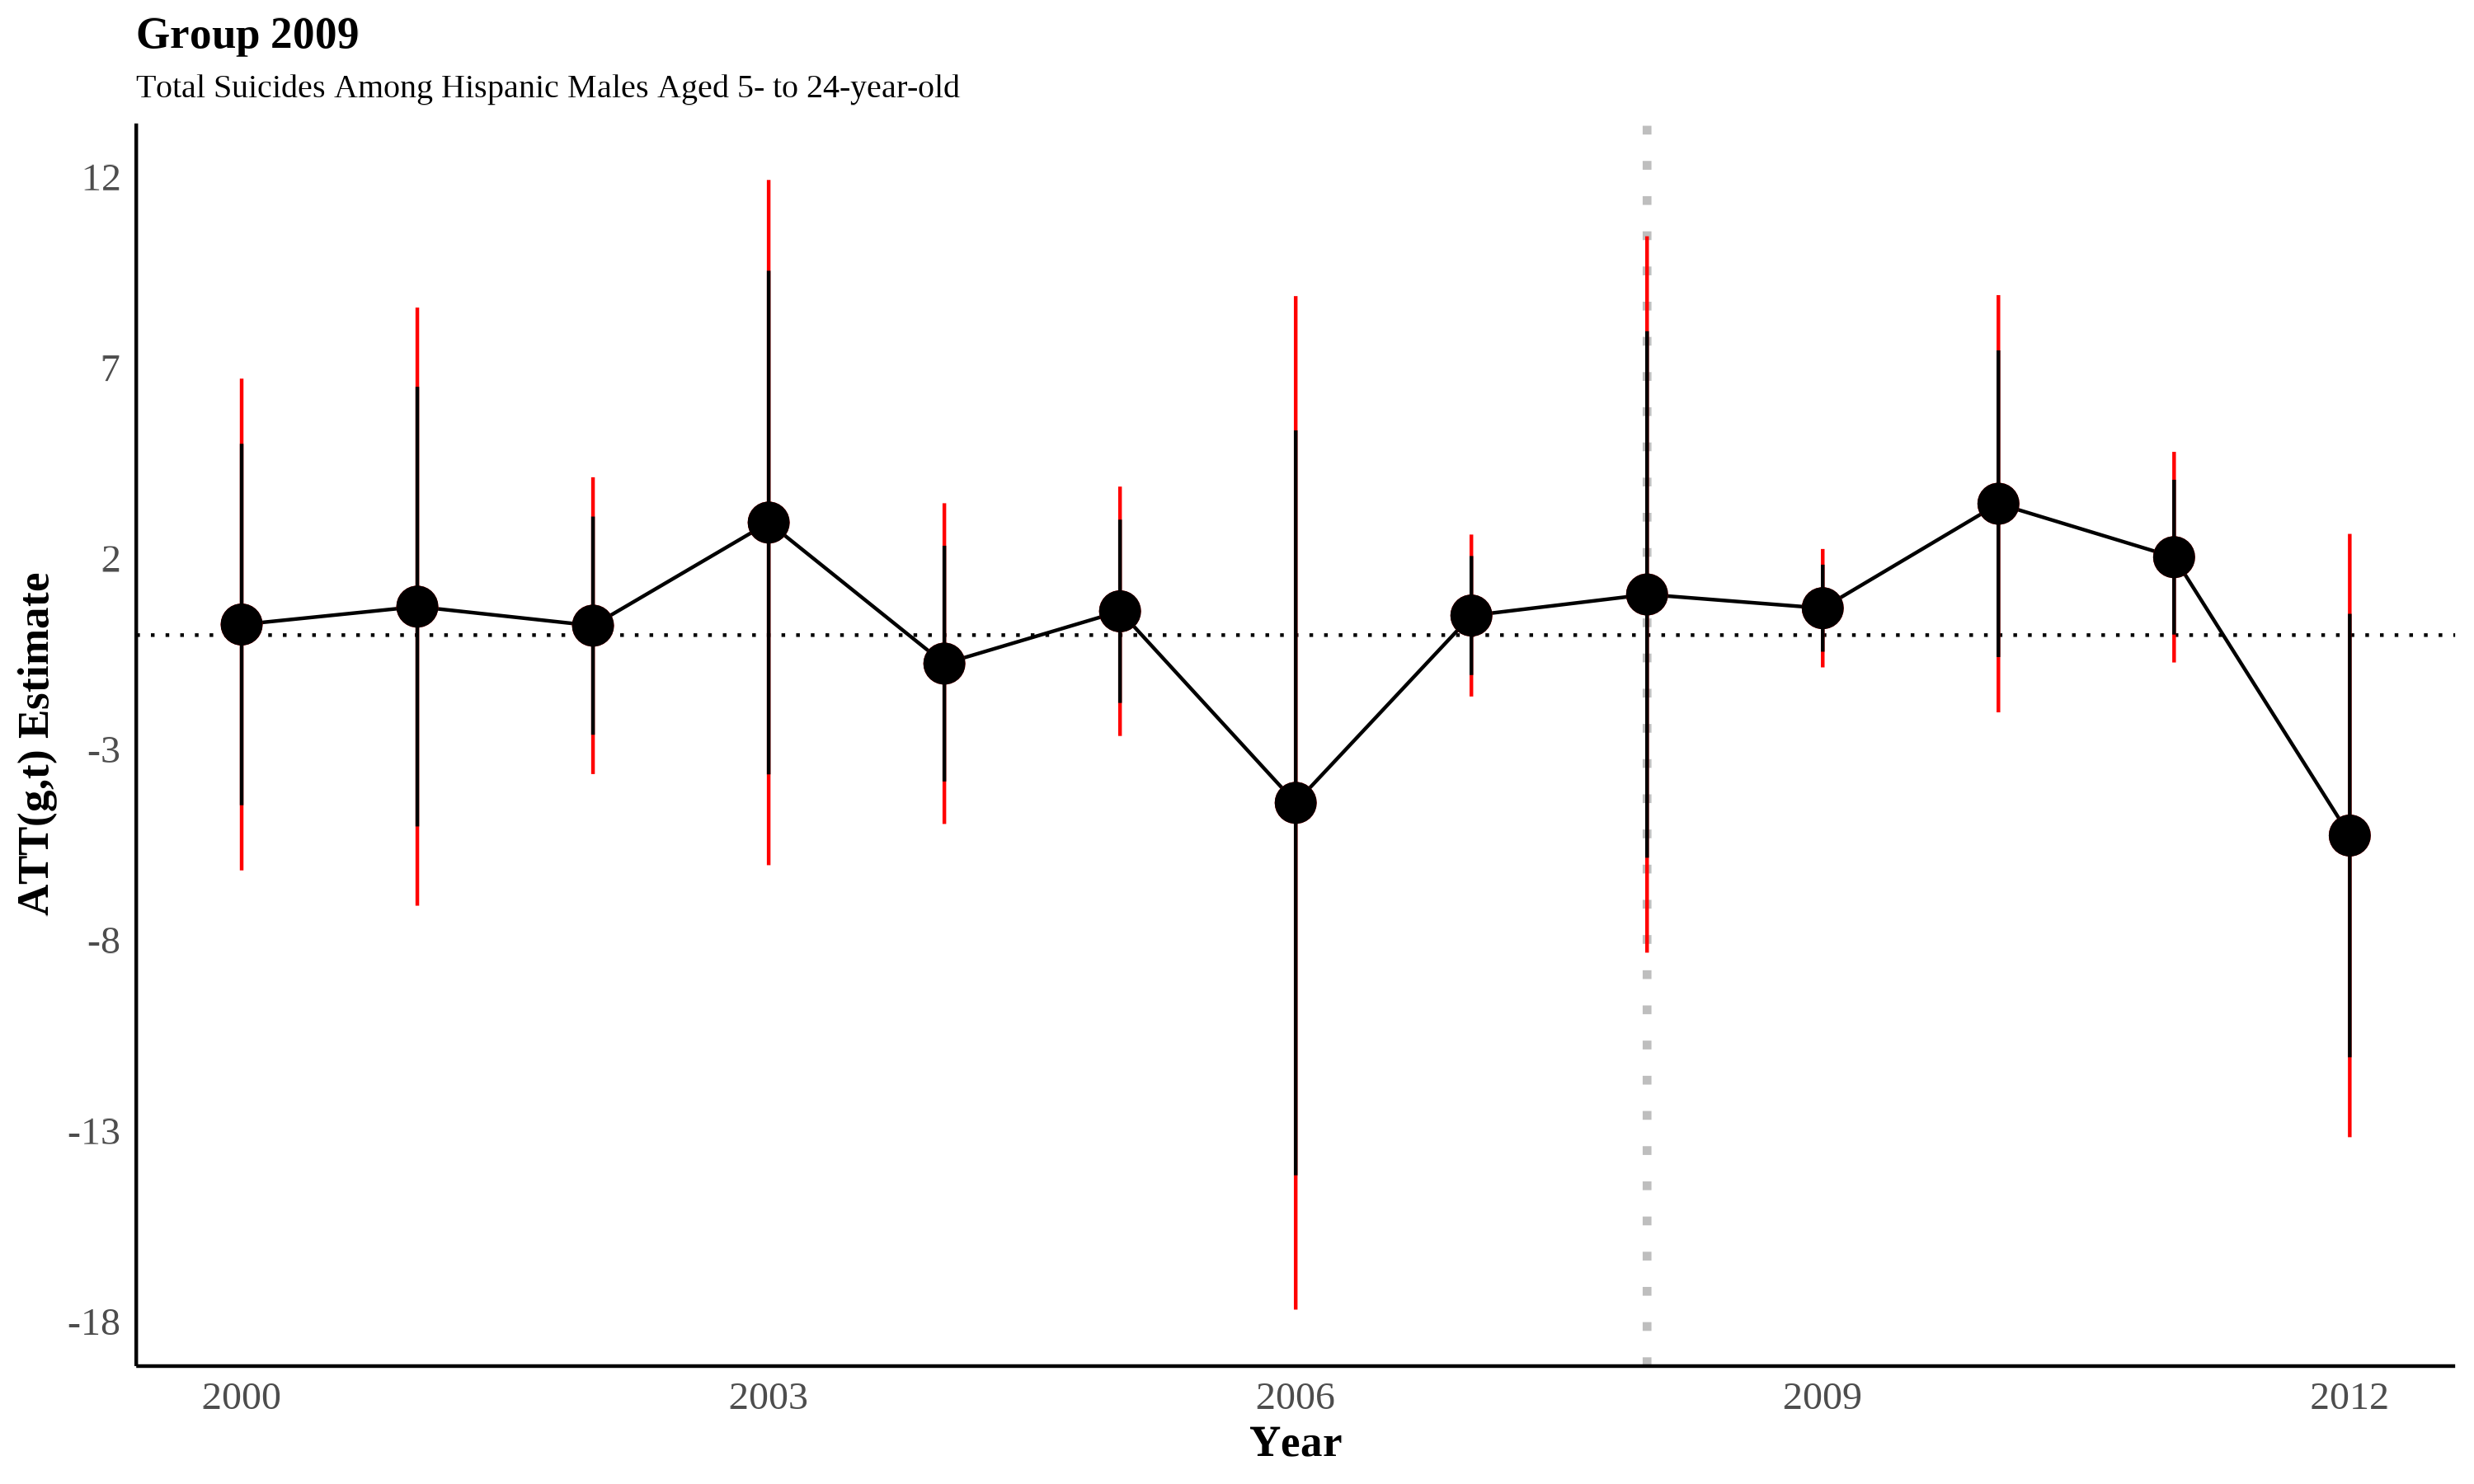 Group 2009
Total Suicides Among Hispanic Males Aged 5- to 24-year-old
12
7
2
-3
-8
-13
-18
ATT(g,t) Estimate
2000 2003 2006 2009 2012
Year